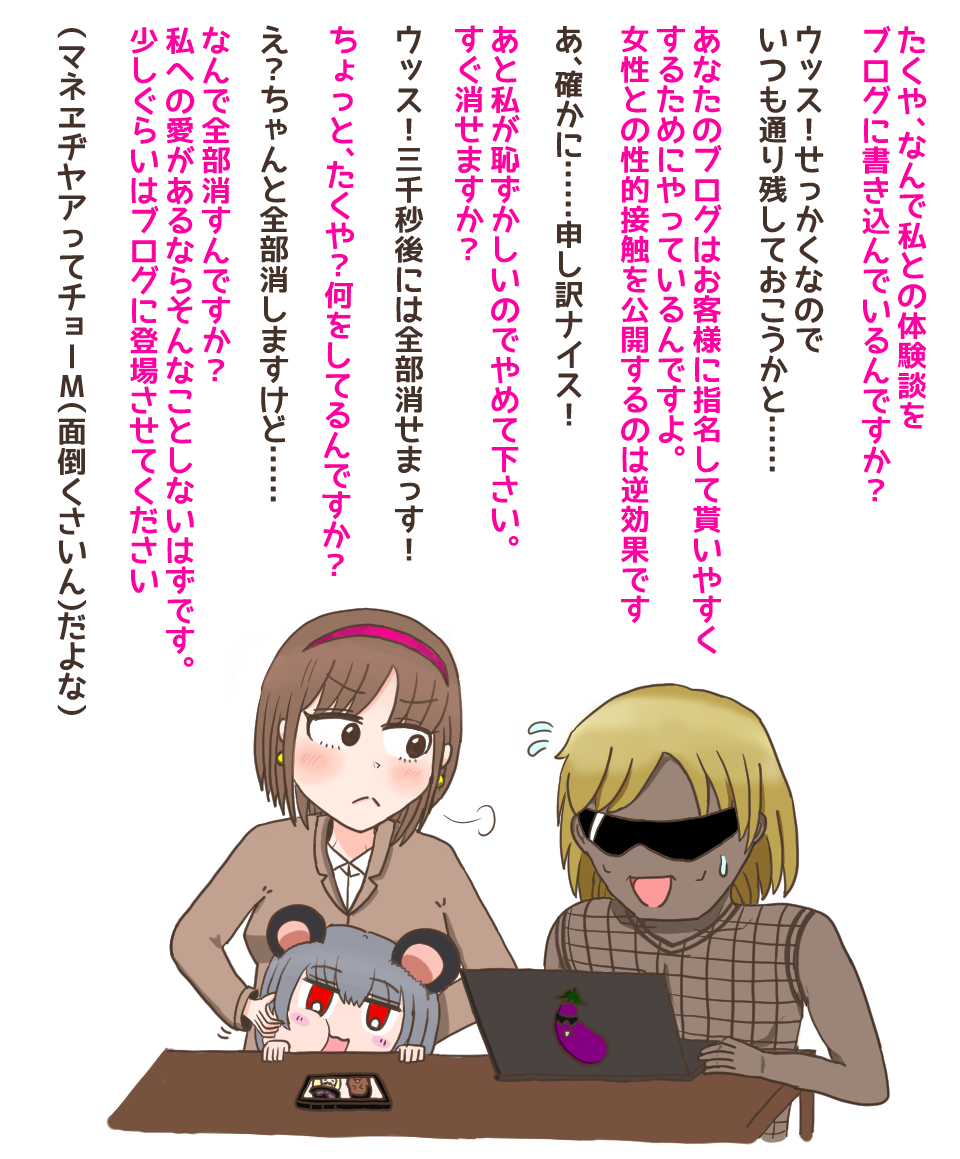 たくや、なんで私との体験談を
ブログに書き込んでいるんですか？
ウッス！せっかくなので
いつも通り残しておこうかと……
あなたのブログはお客様に指名して貰いやすく
するためにやっているんですよ。
女性との性的接触を公開するのは逆効果です
あ、確かに……申し訳ナイス！
あと私が恥ずかしいのでやめて下さい。
すぐ消せますか？
ウッス！三千秒後には全部消せまっす！
ちょっと、たくや？何をしてるんですか？
え？ちゃんと全部消しますけど……
なんで全部消すんですか？
私への愛があるならそんなことしないはずです。
少しぐらいはブログに登場させてください
(マネヱヂヤアってチョーM(面倒くさいん)だよな)